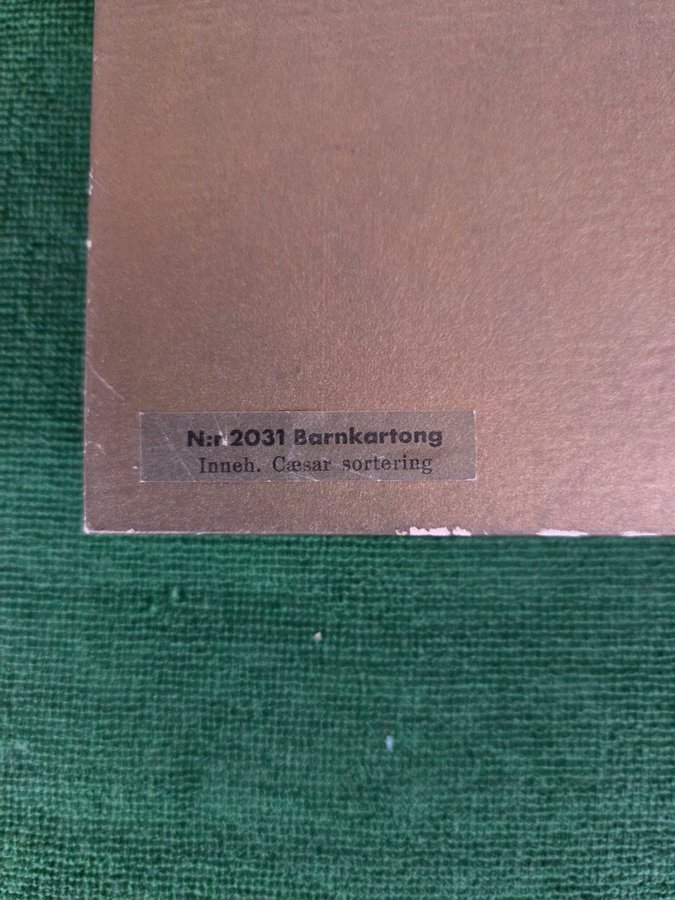 N:r 2031 Barnkartong
Inneh. Cæsar sortering